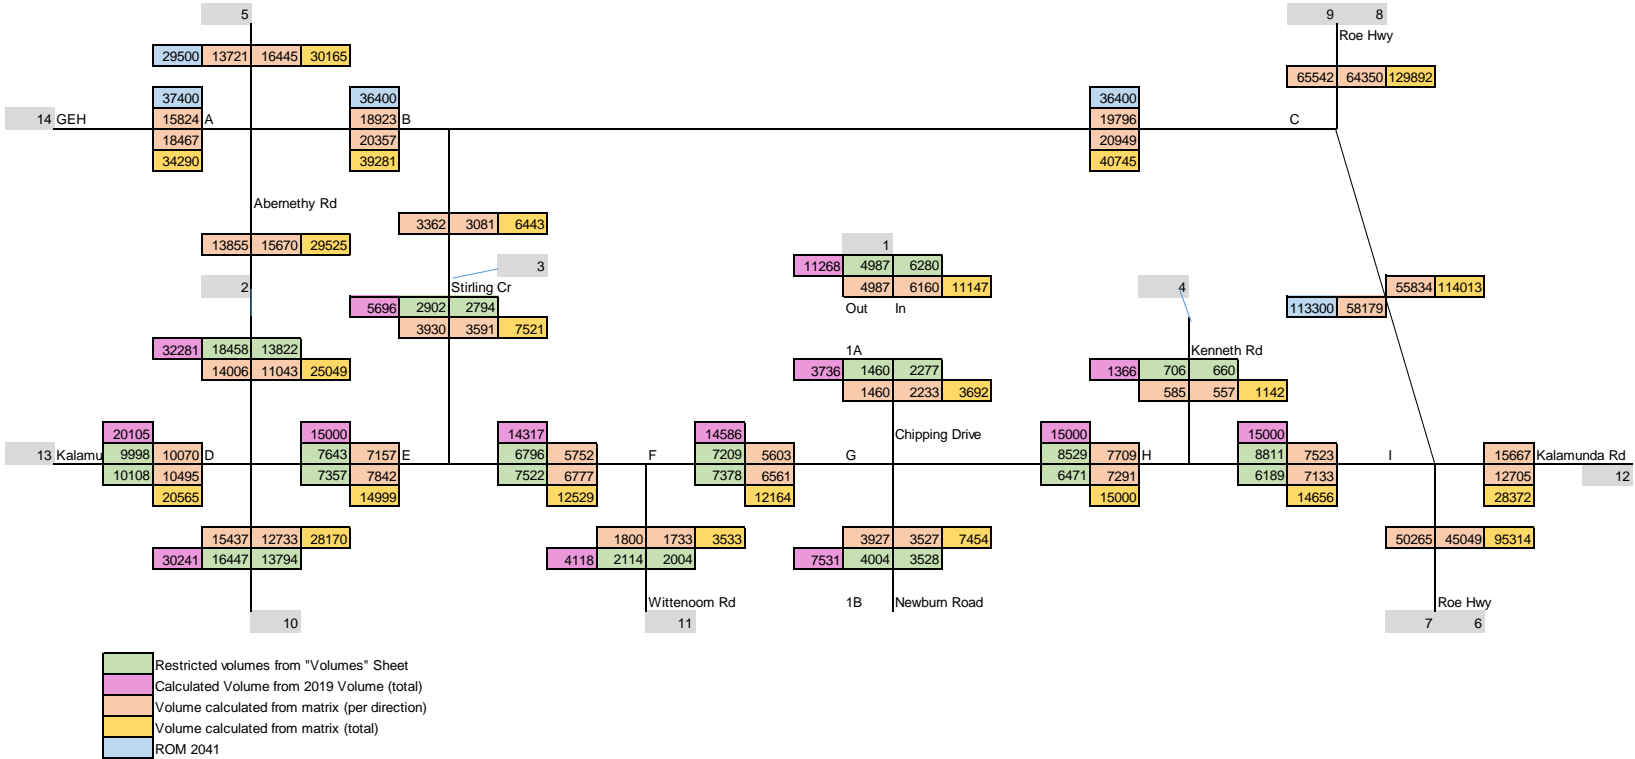 5
9 8
Roe Hwy
29500 13721 16445 30165
65542 64350 129892
37400
36400
36400
14 GEH
15824 A
18923 B
19796
C
18467
20357
20949
34290
39281
40745
Abernethy Rd
3362 3081 6443
13855 15670 29525
1
11268 4987 6280
3
4987 6160 11147
2
Stirling Cr
4
55834 114013
5696 2902 2794
Out In
113300 58179
3930 3591 7521
32281 18458 13822
1A
Kenneth Rd
14006 11043 25049
3736 1460 2277
1366 706 660
1460 2233 3692
585 557 1142
20105
15000
14317
14586
Chipping Drive
15000
15000
13 Kalamu
9998 10070 D
7643 7157 E
6796 5752
F
7209 5603
G
8529 7709 H
8811 7523
I
15667 Kalamunda Rd
10108 10495
7357 7842
7522 6777
7378 6561
6471 7291
6189 7133
12705
12
20565
14999
12529
12164
15000
14656
28372
15437 12733 28170
1800 1733 3533
3927 3527 7454
50265 45049 95314
30241 16447 13794
4118 2114 2004
7531 4004 3528
Wittenoom Rd
1B Newburn Road
Roe Hwy
10
11
7 6
Restricted volumes from "Volumes" Sheet
Calculated Volume from 2019 Volume (total)
Volume calculated from matrix (per direction)
Volume calculated from matrix (total)
ROM 2041